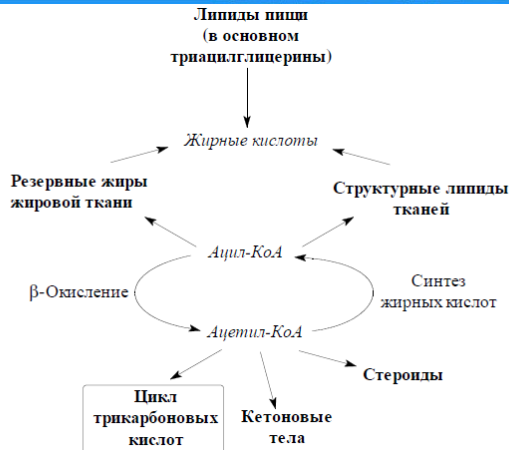 Липиды пищи
(в основном
триацилглицерины)
Жирные кислоты
Резервные жиры
жировой ткани
Структурные липиды
тканей
Ацил-КоА
β-Окисление
Синтез
жирных кислот
Ацетил-КоА
Стероиды
Цикл
трикарбоновых
кислот
Кетоновые
тела